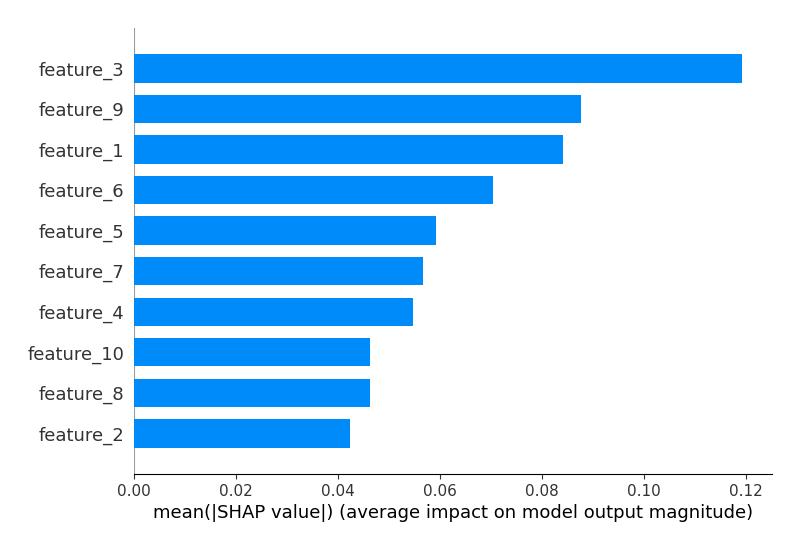 feature_3
feature_9
feature_1
feature_6
feature_5
feature_7
feature_4
feature_10
feature_8
feature_2
0.00 0.02 0.04 0.06 0.08 0.10 0.12
mean(|SHAP value|) (average impact on model output magnitude)